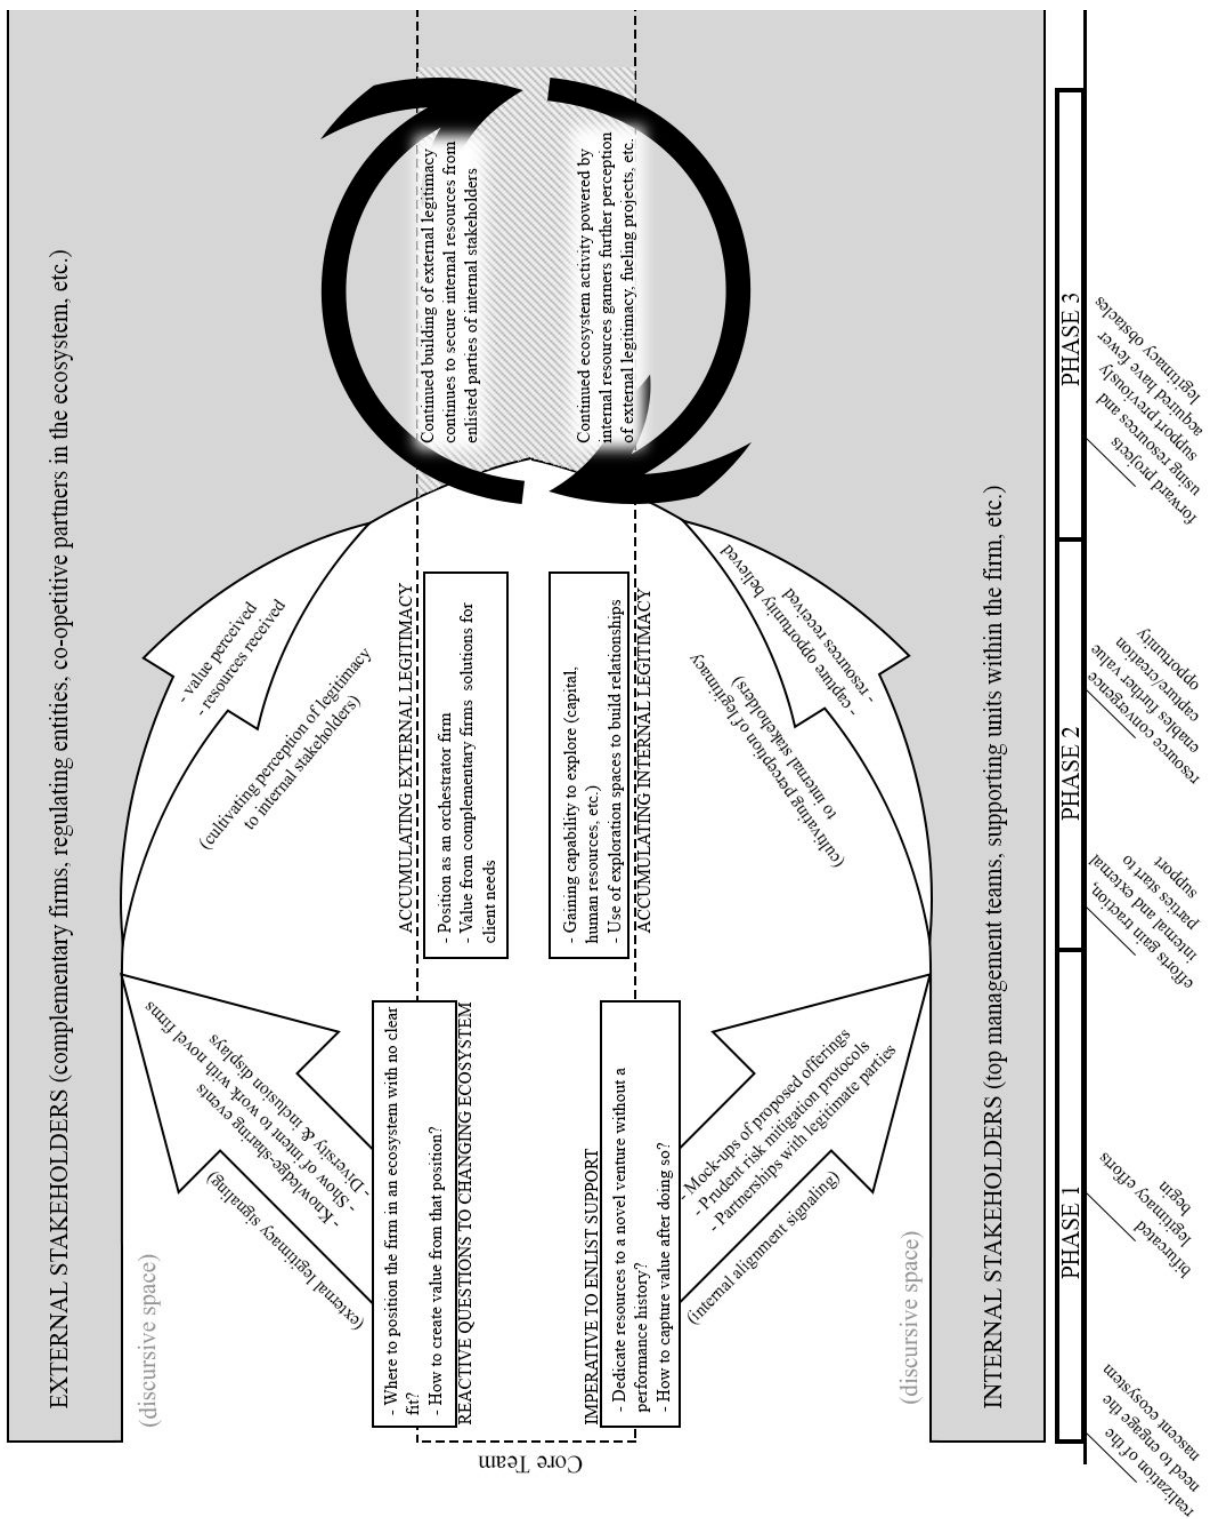 EXTERNAL STAKEHOLDERS (complementary firms, regulating entities, co-opetitive partners in the ecosystem, etc.)
(discursive space)
(external legitimacy signaling)
- Knowledge-sharing events
- Show of intent to work with novel firms
- Diversity & inclusion displays
- value perceived
- resources received
(cultivating perception of legitimacy
to internal stakeholders)
- Where to position the firm in an ecosystem with no clear
fit?
- How to create value from that position?
REACTIVE QUESTIONS TO CHANGING ECOSYSTEM
ACCUMULATING EXTERNAL LEGITIMACY
- Position as an orchestrator firm
- Value from complementary firms solutions for
client needs
Continued building of external legitimacy
continues to secure internal resources from
enlisted parties of internal stakeholders
Core Team
IMPERATIVE TO ENLIST SUPPORT
- Dedicate resources to a novel venture without a
performance history?
- How to capture value after doing so?
- Gaining capability to explore (capital,
human resources, etc.)
- Use of exploration spaces to build relationships
ACCUMULATING INTERNAL LEGITIMACY
Continued ecosystem activity powered by
internal resources garners further perception
of external legitimacy, fueling projects, etc.
- Mock-ups of proposed offerings
- Prudent risk mitigation protocols
- Partnerships with legitimate parties
(internal alignment signaling)
(cultivating perception of legitimacy
to internal stakeholders)
- capture opportunity believed
- resources received
(discursive space)
INTERNAL STAKEHOLDERS (top management teams, supporting units within the firm, etc.)
PHASE 1
PHASE 2
PHASE 3
realization of the
need to engage the
nascent ecosystem
bifurcated
legitimacy efforts
begin
efforts gain traction,
internal and external
parties start to
support
resource convergence
enables further value
capture/creation
opportunity
forward projects
using resources and
support previously
acquired have fewer
legitimacy obstacles